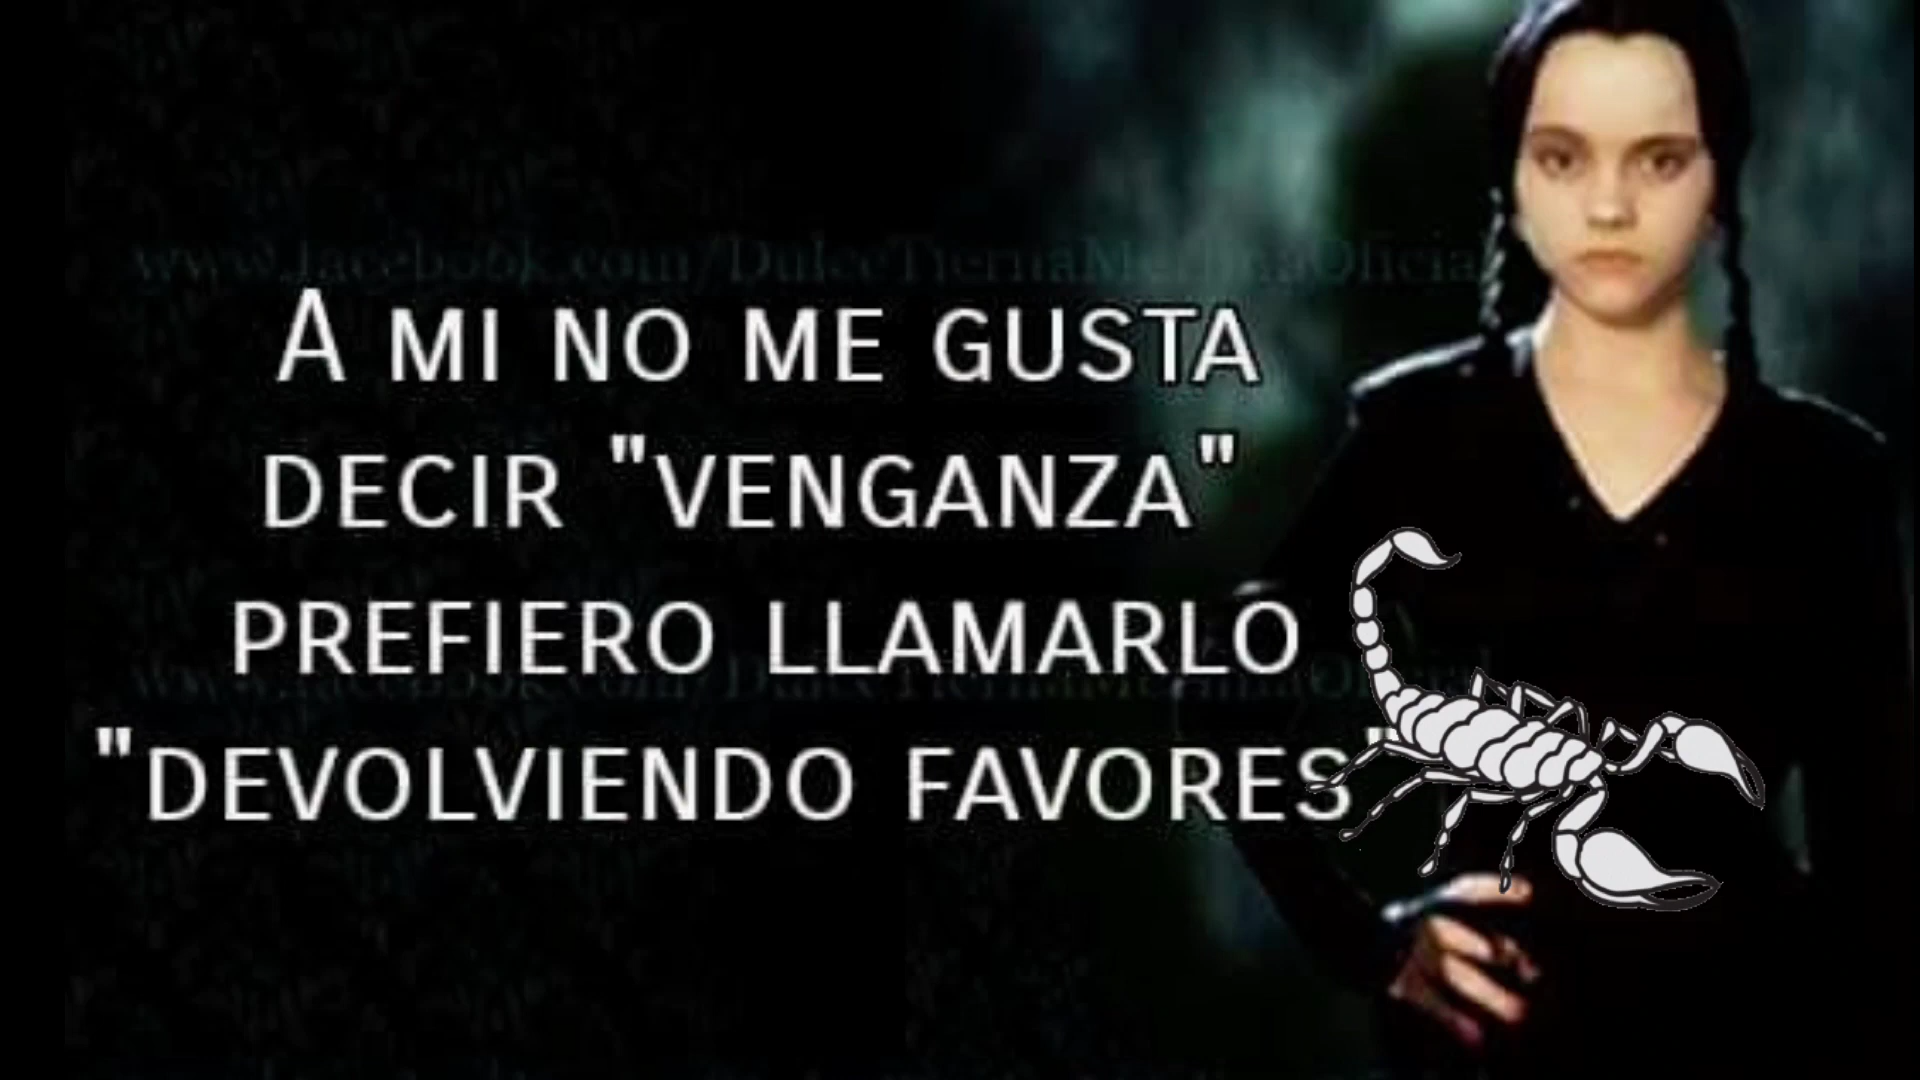 A MI NO ME GUSTA
DECIR "VENGANZA"
PREFIERO LLAMARLO
"DEVOLVIENDO FAVORES"